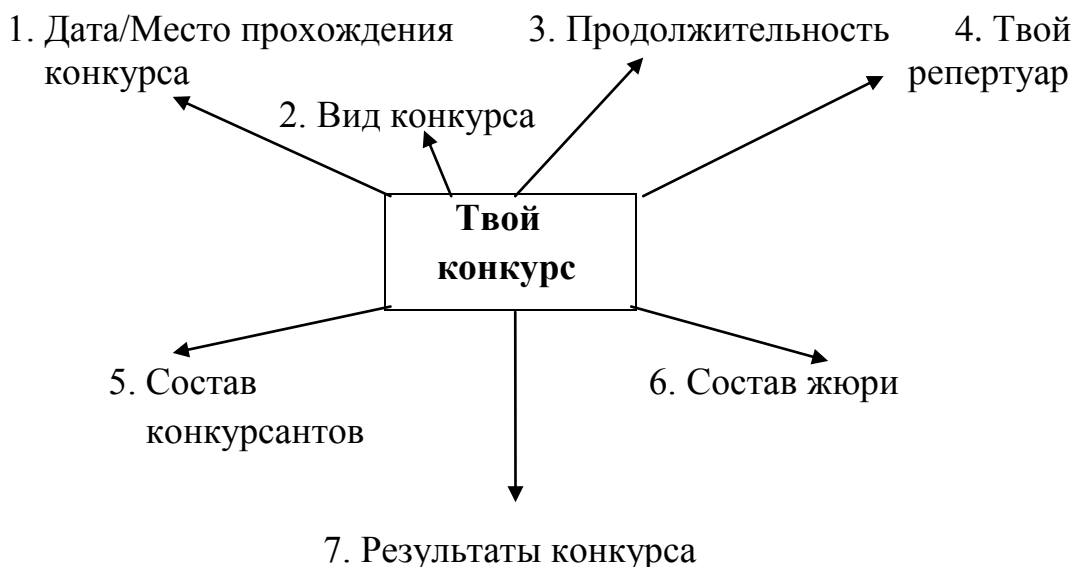 1. Дата/Место прохождения
конкурса
3. Продолжительность
4. Твой
репертуар
2. Вид конкурса
Твой
конкурс
5. Состав
конкурсантов
6. Состав жюри
7. Результаты конкурса